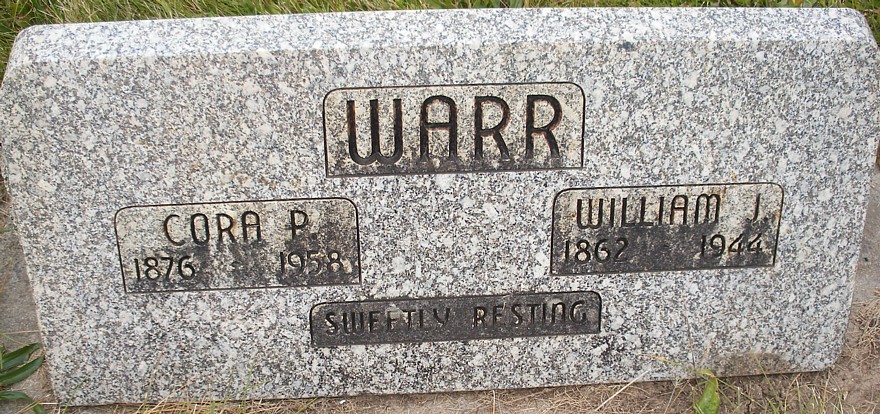 WARR
CORA P.
1876 - 1958
WILLIAM J.
1862 - 1944
SWEETLY RESTING